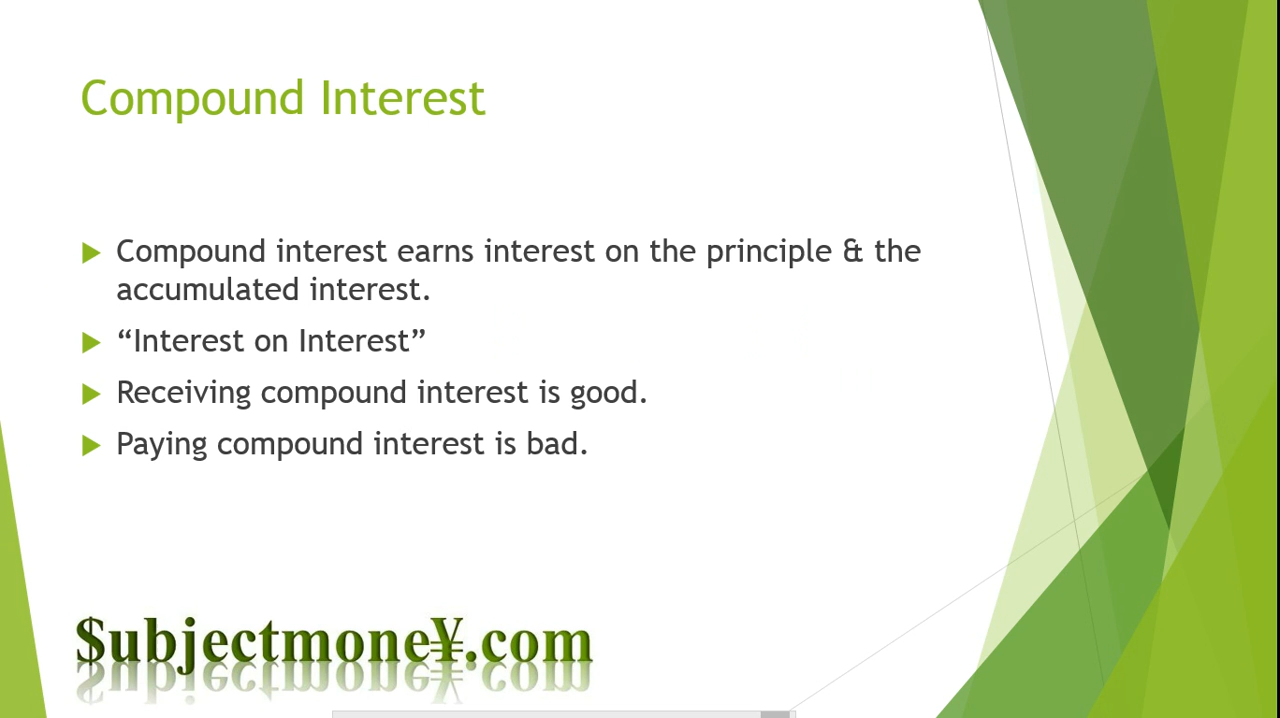 Compound Interest
Compound interest earns interest on the principle & the
accumulated interest.
“Interest on Interest”
Receiving compound interest is good.
Paying compound interest is bad.
$ubjectmone¥.com